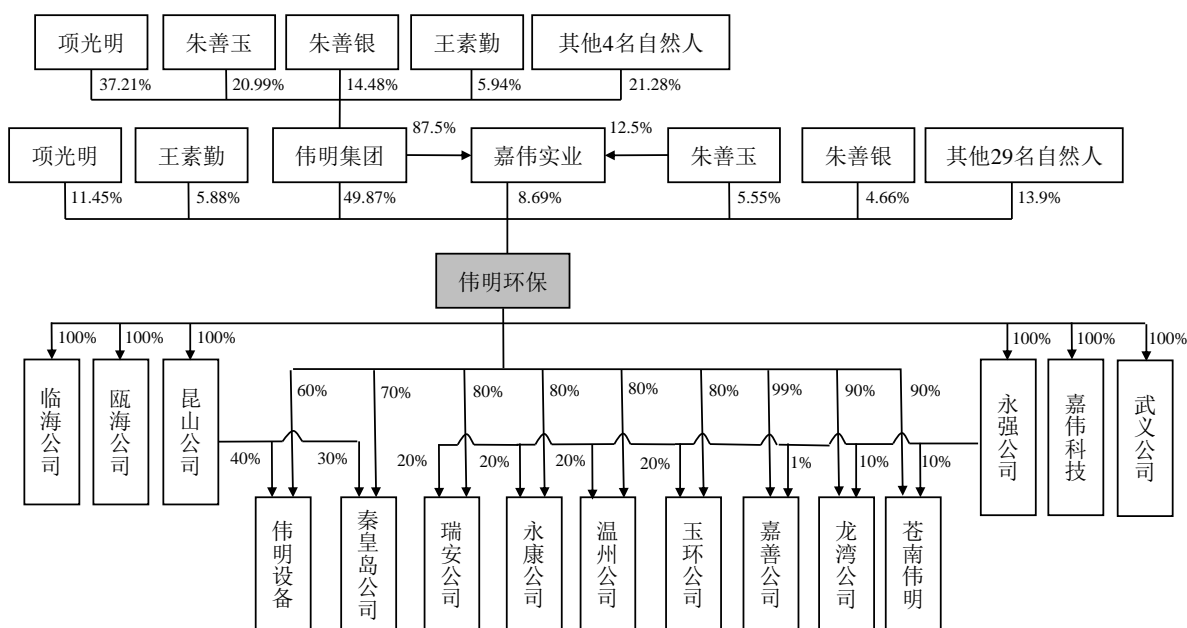 项光明
朱善玉
朱善银
王素勤
其他4名自然人
37.21%
20.99%
14.48%
5.94%
21.28%
87.5%
12.5%
项光明
王素勤
伟明集团
嘉伟实业
朱善玉
朱善银
其他29名自然人
11.45%
5.88%
49.87%
8.69%
5.55%
4.66%
13.9%
伟明环保
100%
100%
100%
100%
100%
100%
临海公司
瓯海公司
昆山公司
永强公司
嘉伟科技
武义公司
60%
70%
80%
80%
80%
80%
99%
90%
90%
40%
30%
20%
20%
20%
20%
1%
10%
10%
伟明设备
秦皇岛公司
瑞安公司
永康公司
温州公司
玉环公司
嘉善公司
龙湾公司
苍南伟明